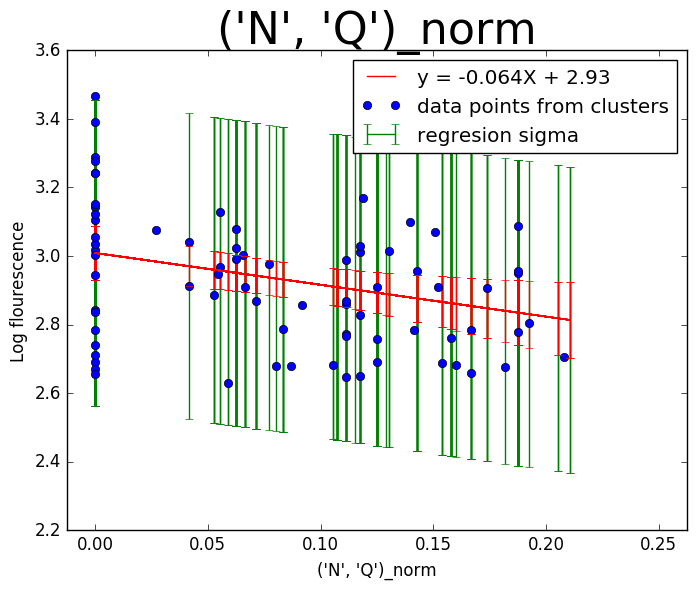 ('N', 'Q')_norm
3.6
3.4
3.2
3.0
2.8
2.6
2.4
2.2
Log flourescence
y = -0.064X + 2.93
data points from clusters
regresion sigma
0.00 0.05 0.10 0.15 0.20 0.25
('N', 'Q')_norm